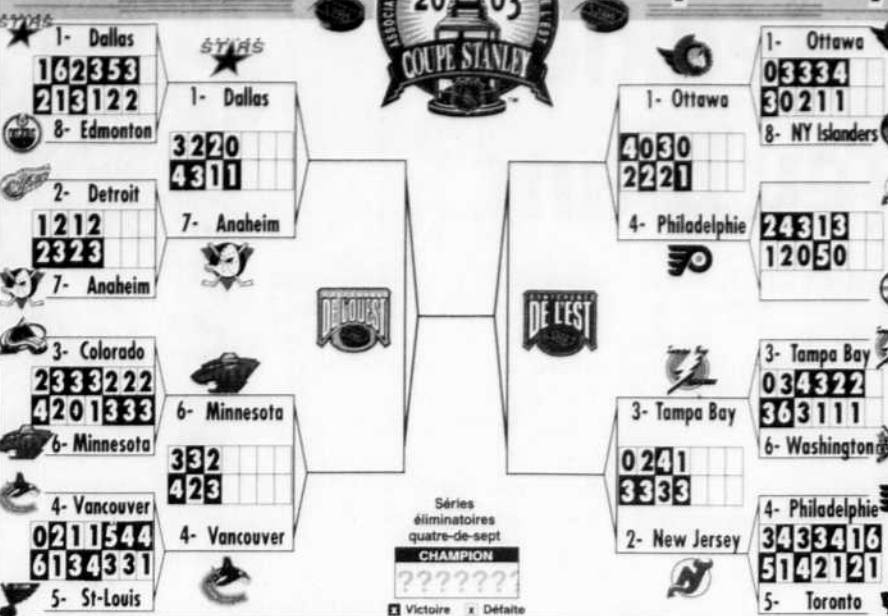 STARS
1- Dallas
162353
213122
8- Edmonton
2- Detroit
1212
2323
7- Anaheim
3- Colorado
2333222
4201333
6- Minnesota
4- Vancouver
0211544
6134331
5- St-Louis
STARS
1- Dallas
3220
4311
7- Anaheim
6- Minnesota
332
423
4- Vancouver
2003
COUPE STANLEY
DE L'OUEST
DE L'EST
Séries
éliminatoires
quatre-de-sept
CHAMPION
???????
x Victoire x Défaite
1- Ottawa
4030
2221
4- Philadelphie
3- Tampa Bay
0241
3333
2- New Jersey
1- Ottawa
03334
30211
8- NY Islanders
24313
12050
3- Tampa Bay
034322
363111
6- Washington
4- Philadelphie
3433416
5142121
5- Toronto